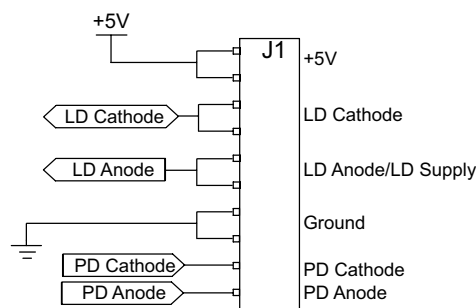 +5V
J1
+5V
LD Cathode
LD Cathode
LD Anode
LD Anode/LD Supply
Ground
PD Cathode
PD Cathode
PD Anode
PD Anode